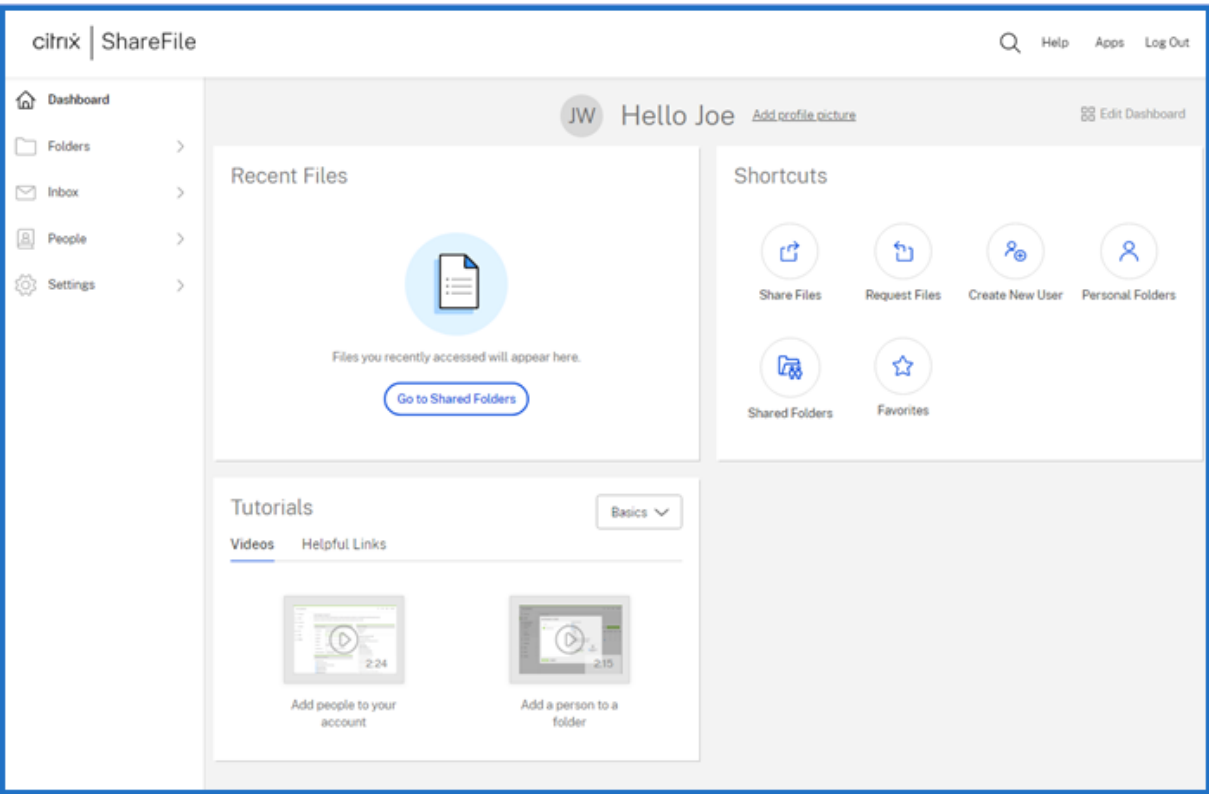 citrix | ShareFile
Help Apps Log Out
Dashboard
Folders
Inbox
People
Settings
JW Hello Joe Add profile picture
Edit Dashboard
Recent Files
Files you recently accessed will appear here.
Go to Shared Folders
Shortcuts
Share Files Request Files Create New User Personal Folders
Shared Folders Favorites
Tutorials
Basics
Videos Helpful Links
2:24
Add people to your
account
2:15
Add a person to a
folder